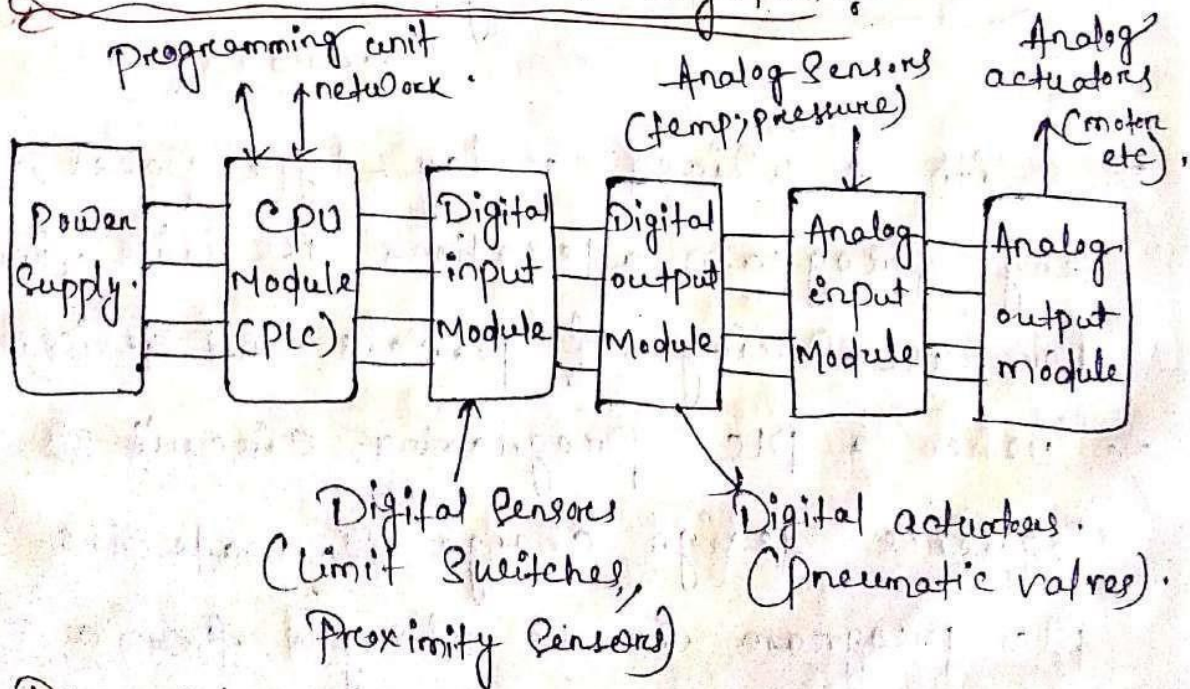 Programming unit
network.
Analog Sensors
(temp; pressure)
Analog
actuators
(motor
etc).
Power
Supply.
CPU
Module
(PLC)
Digital
input
Module
Digital
output
Module
Analog
input
Module
Analog
output
module
Digital Sensors
(Limit Switches,
Proximity Sensors)
Digital actuators.
(Pneumatic valves).